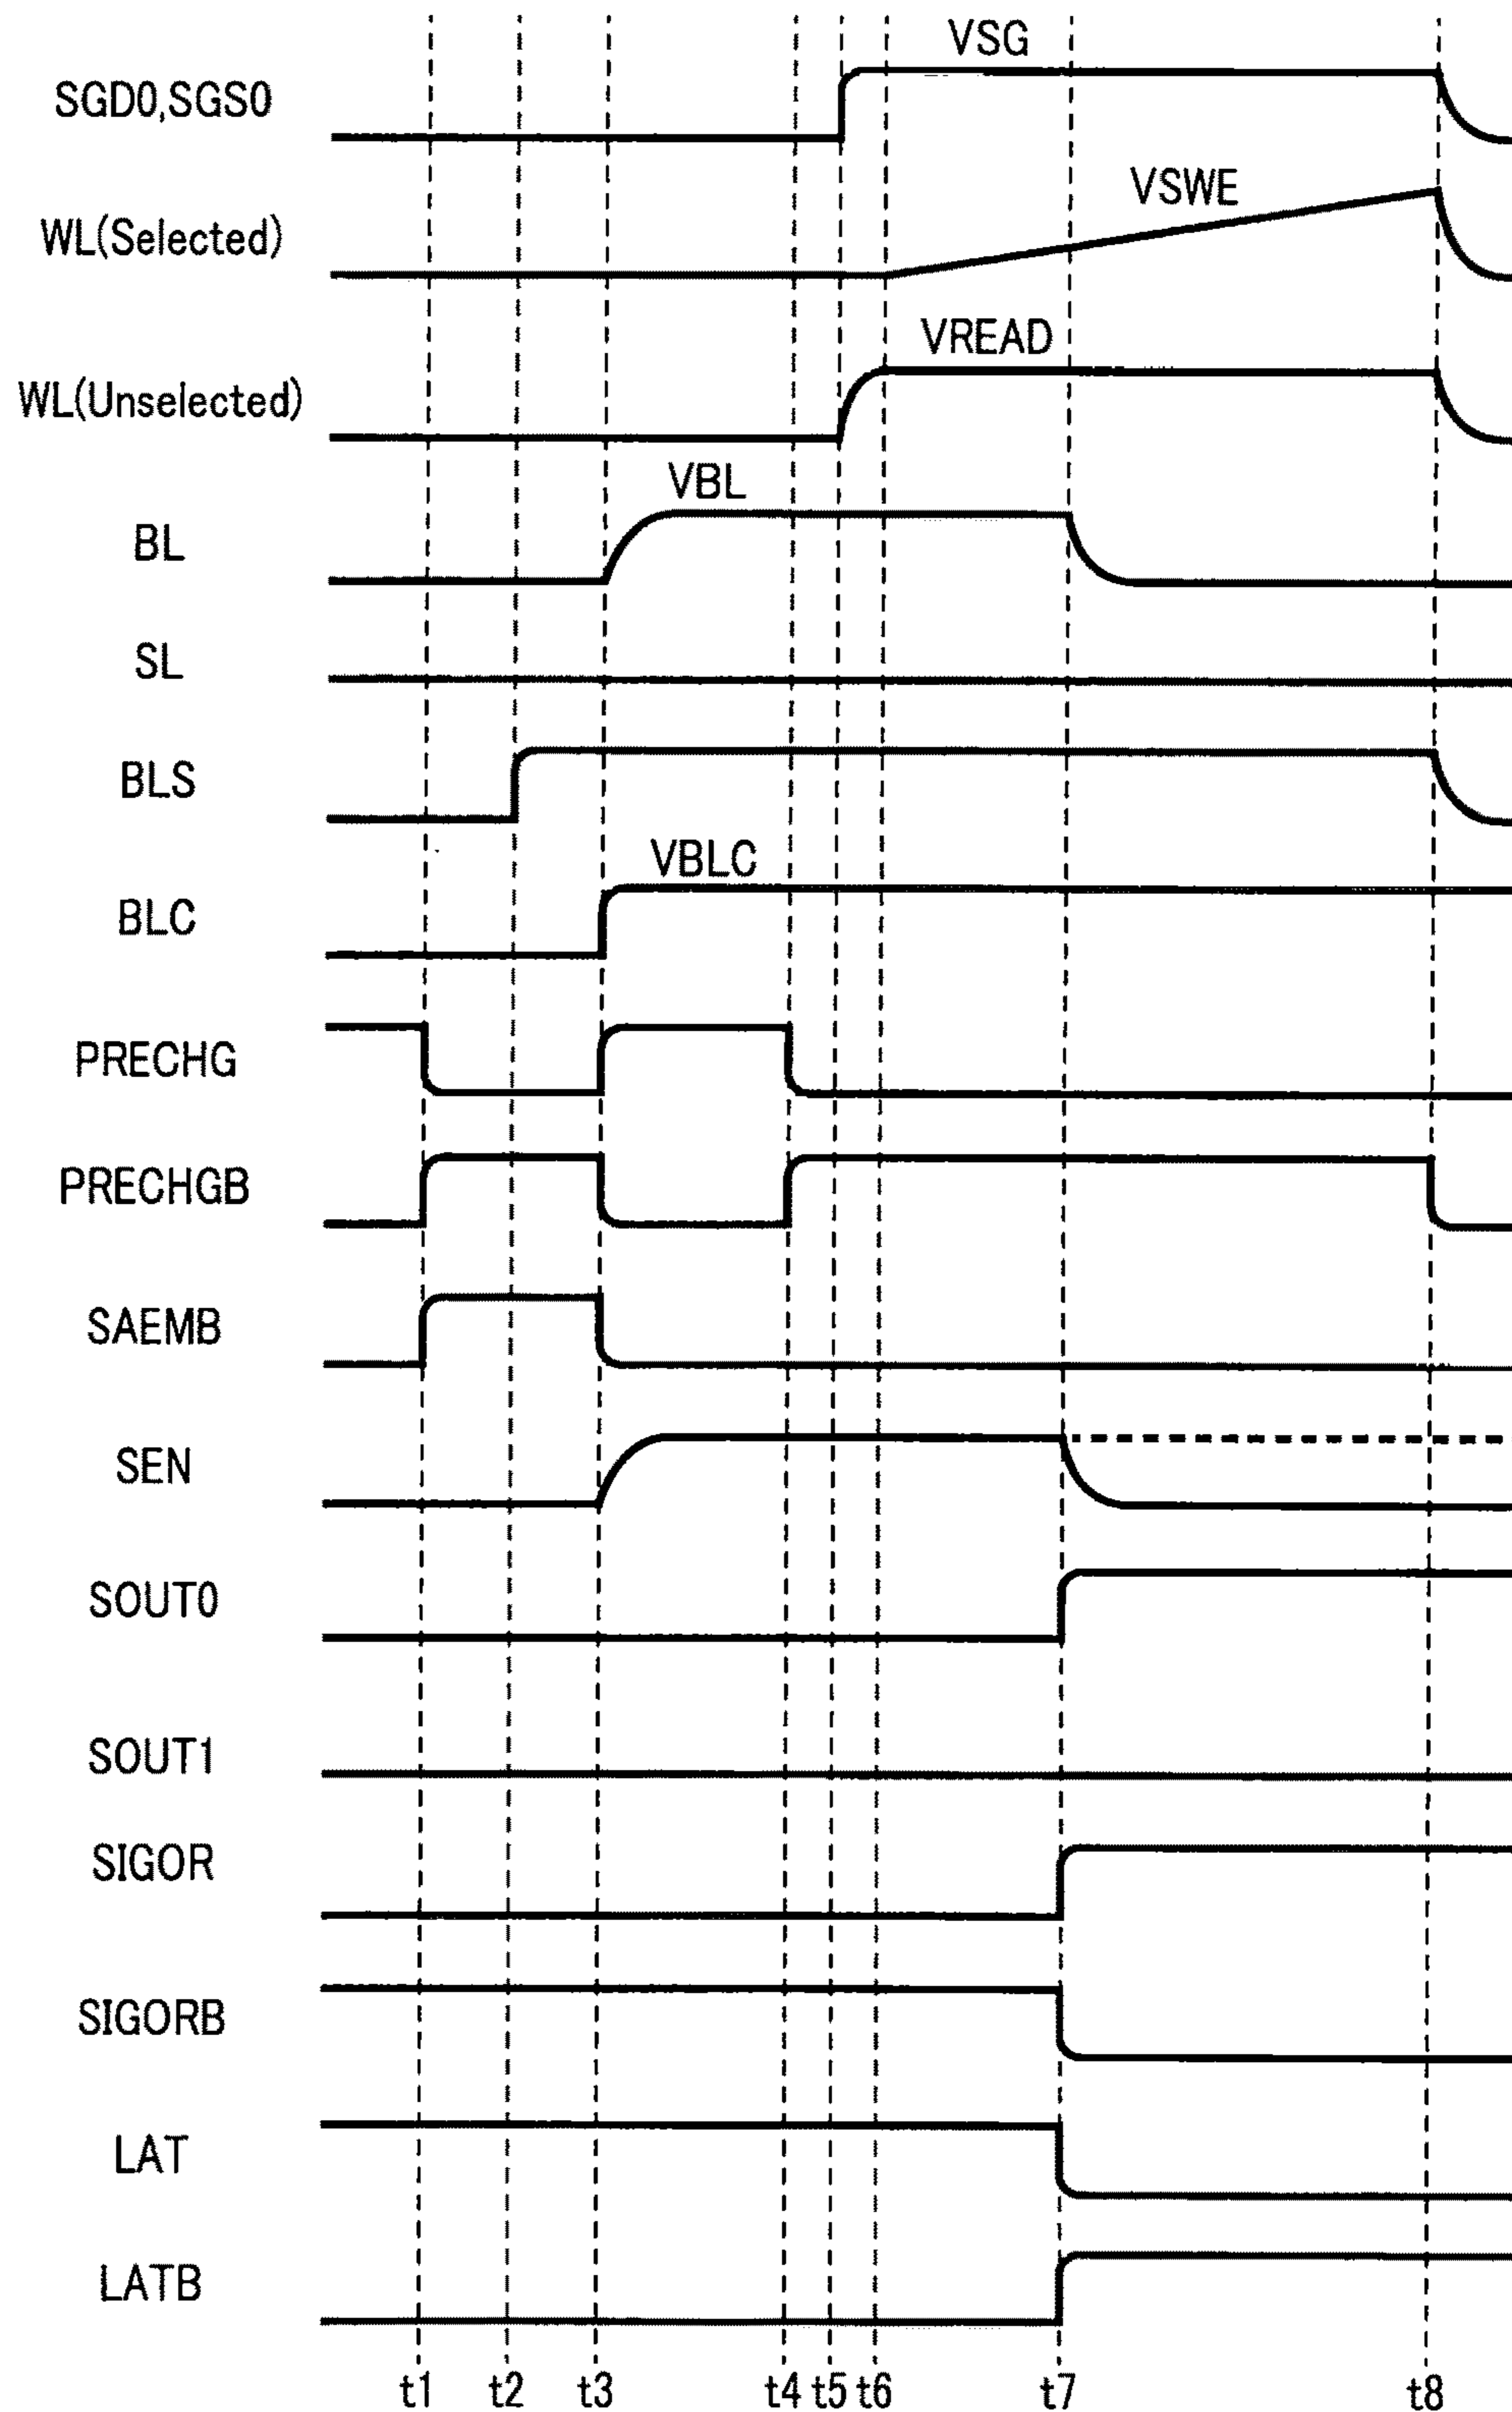 VSG
SGD0,SGS0
VSWE
WL(Selected)
VREAD
WL(Unselected)
VBL
BL
SL
BLS
VBLC
BLC
PRECHG
PRECHGB
SAEMB
SEN
SOUT0
SOUT1
SIGOR
SIGORB
LAT
LATB
t1 t2 t3 t4 t5 t6 t7 t8